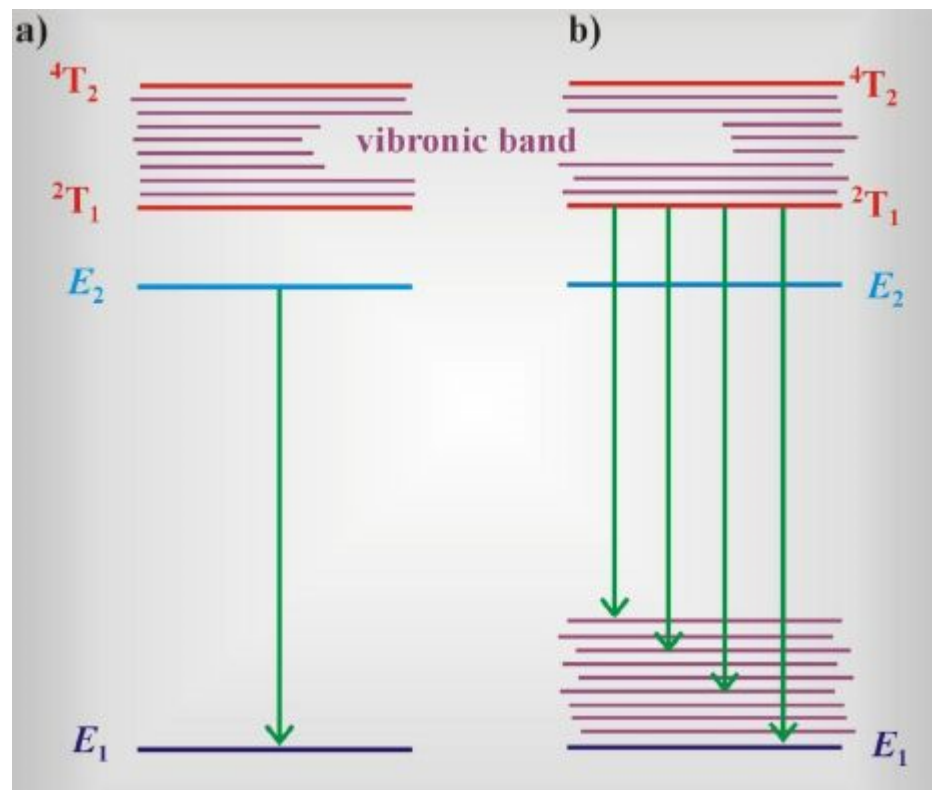 a)
b)
⁴T₂
⁴T₂
vibronic band
²T₁
²T₁
E₂
E₂
E₁
E₁